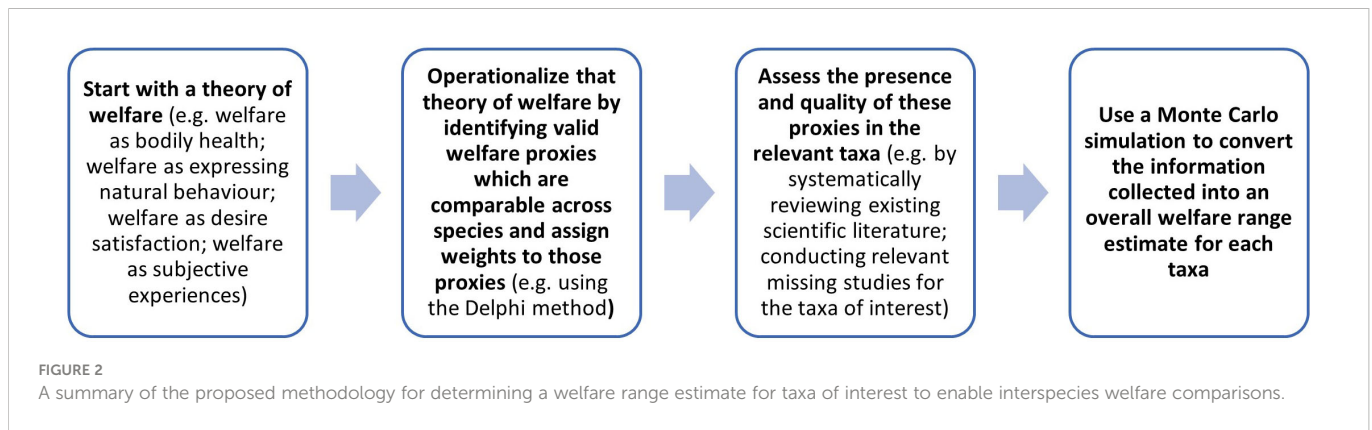 Start with a theory of
welfare (e.g. welfare
as bodily health;
welfare as expressing
natural behaviour;
welfare as desire
satisfaction; welfare
as subjective
experiences)
Operationalize that
theory of welfare by
identifying valid
welfare proxies
which are
comparable across
species and assign
weights to those
proxies (e.g. using
the Delphi method)
Assess the presence
and quality of these
proxies in the
relevant taxa (e.g. by
systematically
reviewing existing
scientific literature;
conducting relevant
missing studies for
the taxa of interest)
Use a Monte Carlo
simulation to convert
the information
collected into an
overall welfare range
estimate for each
taxa
FIGURE 2
A summary of the proposed methodology for determining a welfare range estimate for taxa of interest to enable interspecies welfare comparisons.